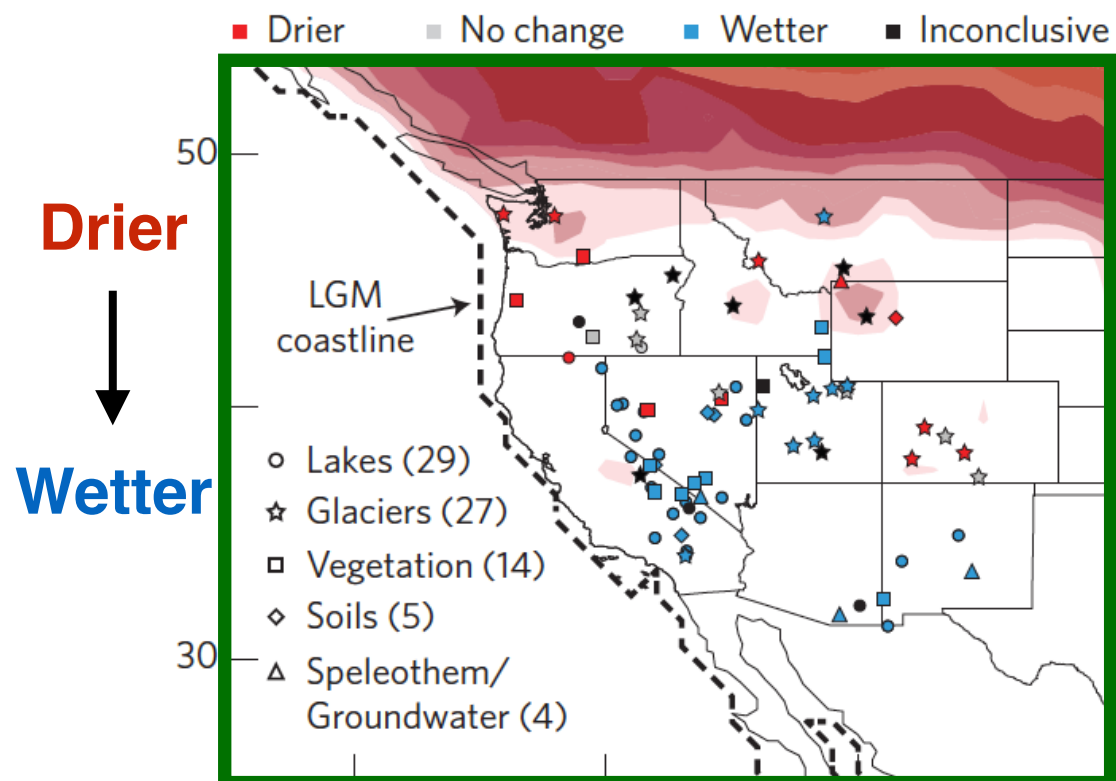 Drier No change Wetter Inconclusive
50
Drier
LGM
coastline
Wetter
Lakes (29)
Glaciers (27)
Vegetation (14)
Soils (5)
30
Speleothem/
Groundwater (4)